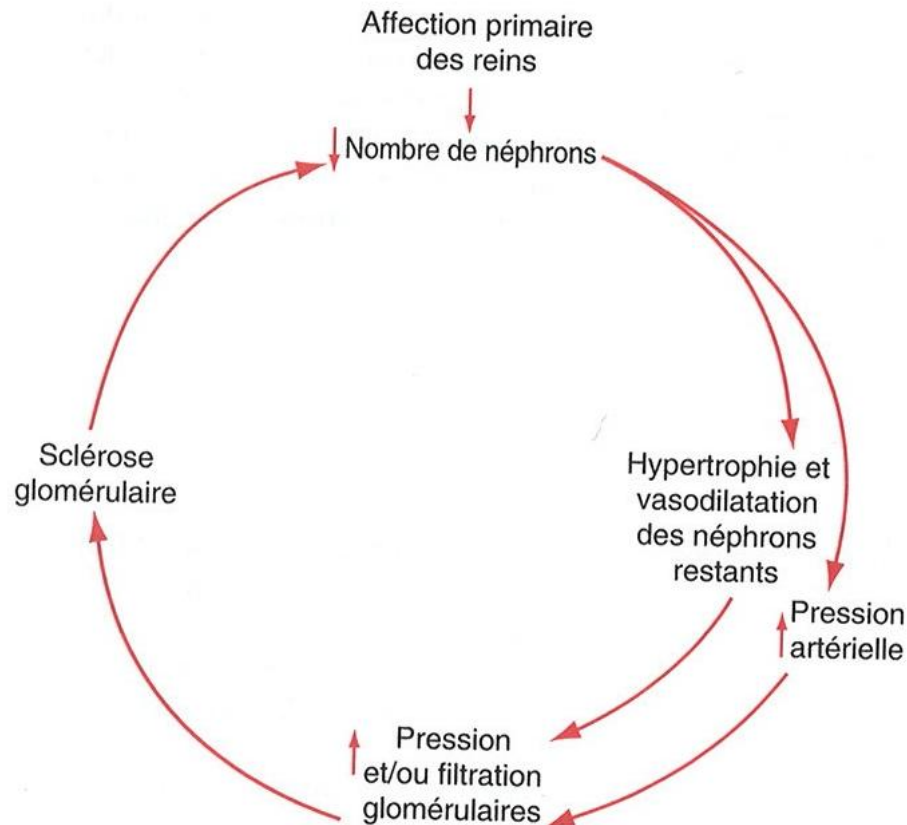 Affection primaire
des reins
Nombre de néphrons
Hypertrophie et
vasodilatation
des néphrons
restants
Pression
artérielle
Pression
et/ou filtration
glomérulaires
Sclérose
glomérulaire